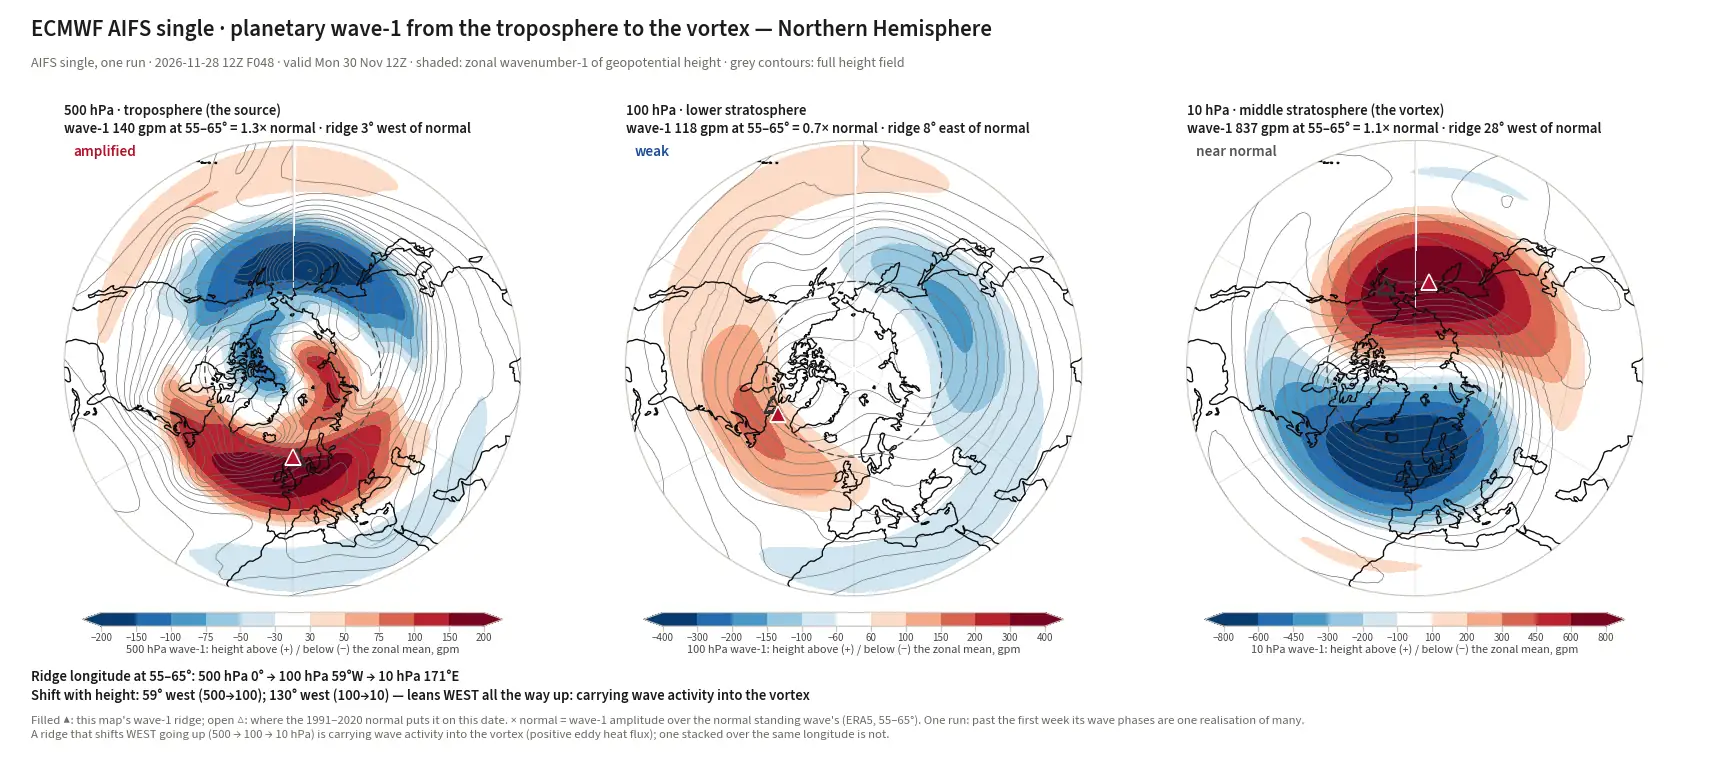 ECMWF AIFS single · planetary wave-1 from the troposphere to the vortex — Northern Hemisphere
AIFS single, one run · 2026-11-28 12Z F048 · valid Mon 30 Nov 12Z · shaded: zonal wavenumber-1 of geopotential height · grey contours: full height field
500 hPa · troposphere (the source)
wave-1 140 gpm at 55–65° = 1.3× normal · ridge 3° west of normal
amplified
100 hPa · lower stratosphere
wave-1 118 gpm at 55–65° = 0.7× normal · ridge 8° east of normal
weak
10 hPa · middle stratosphere (the vortex)
wave-1 837 gpm at 55–65° = 1.1× normal · ridge 28° west of normal
near normal
−200 −150 −100 −75 −50 −30 30 50 75 100 150 200
500 hPa wave-1: height above (+) / below (−) the zonal mean, gpm
−400 −300 −200 −150 −100 −60 60 100 150 200 300 400
100 hPa wave-1: height above (+) / below (−) the zonal mean, gpm
−800 −600 −450 −300 −200 −100 100 200 300 450 600 800
10 hPa wave-1: height above (+) / below (−) the zonal mean, gpm
Ridge longitude at 55–65°: 500 hPa 0° → 100 hPa 59°W → 10 hPa 171°E
Shift with height: 59° west (500→100); 130° west (100→10) — leans WEST all the way up: carrying wave activity into the vortex
Filled ▲: this map's wave-1 ridge; open △: where the 1991–2020 normal puts it on this date. × normal = wave-1 amplitude over the normal standing wave's (ERA5, 55–65°). One run: past the first week its wave phases are one realisation of many.
A ridge that shifts WEST going up (500 → 100 → 10 hPa) is carrying wave activity into the vortex (positive eddy heat flux); one stacked over the same longitude is not.